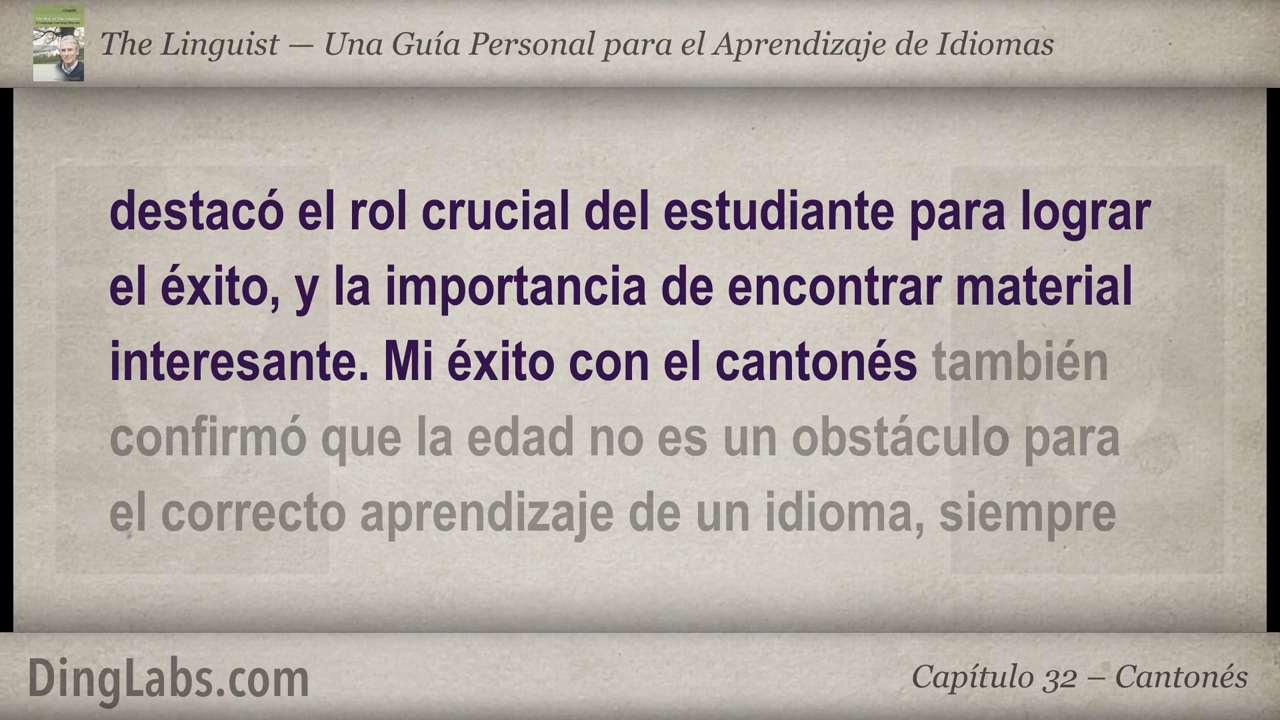 The Linguist — Una Guía Personal para el Aprendizaje de Idiomas
destacó el rol crucial del estudiante para lograr
el éxito, y la importancia de encontrar material
interesante. Mi éxito con el cantonés también
confirmó que la edad no es un obstáculo para
el correcto aprendizaje de un idioma, siempre
DingLabs.com
Capítulo 32 – Cantonés